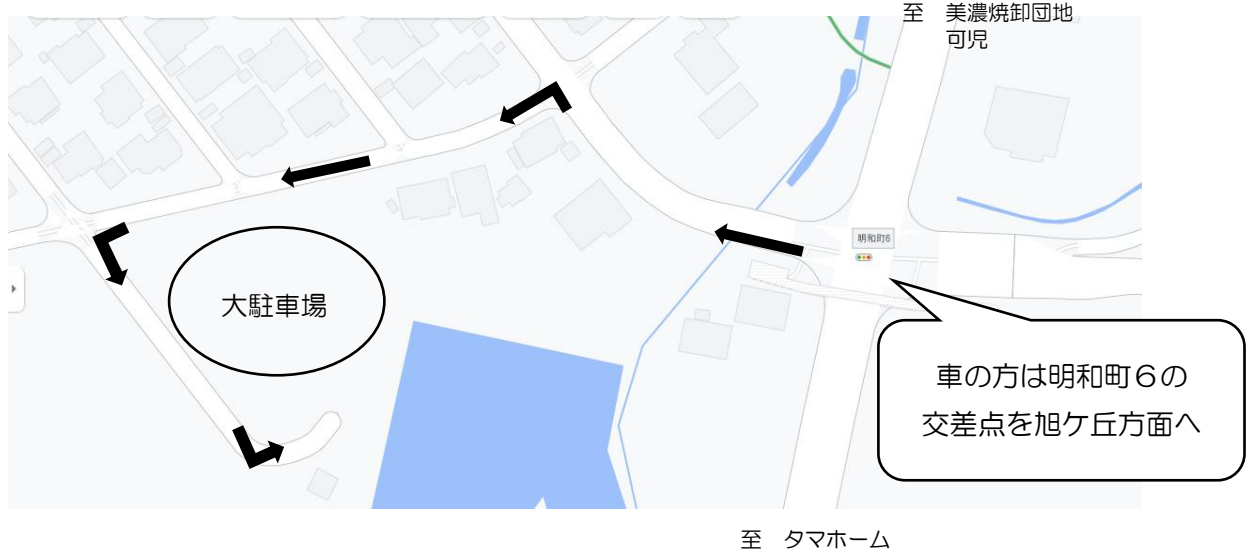 至　美濃焼卸団地
可児
明和町6
大駐車場
車の方は明和町６の
交差点を旭ケ丘方面へ
至　タマホーム